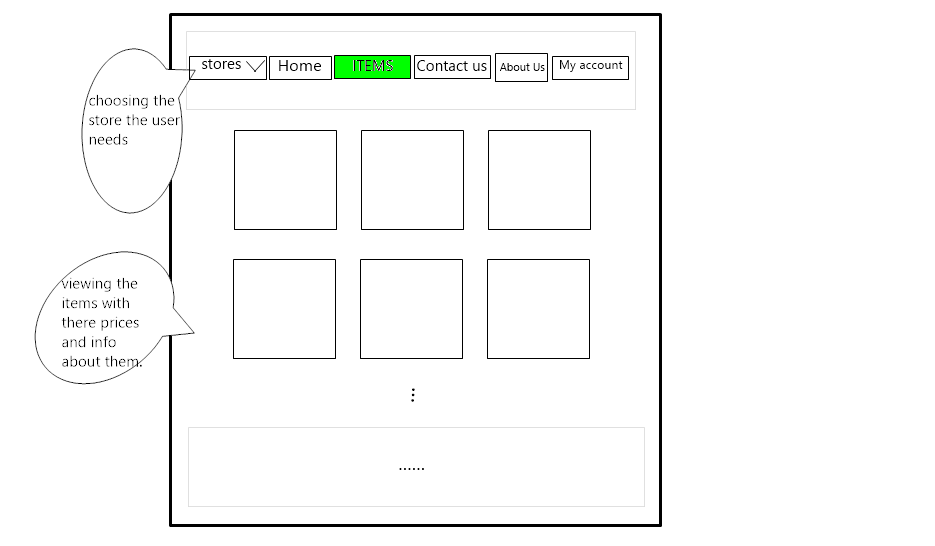 stores
Home
ITEMS
Contact us
About Us
My account
choosing the
store the user
needs
viewing the
items with
there prices
and info
about them.
......